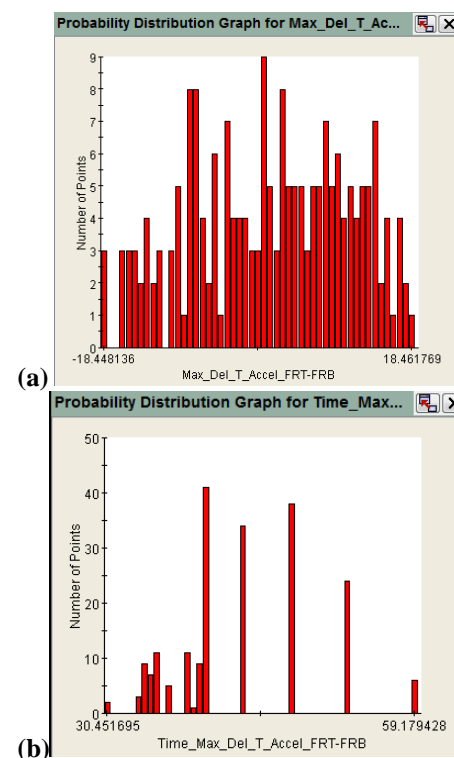 Probability Distribution Graph for Max_Del_T_Ac...
9
8
7
6
5
4
3
2
1
0
Number of Points
-18.448136
18.461769
Max_Del_T_Accel_FRT-FRB
(a)
Probability Distribution Graph for Time_Max...
50
40
30
20
10
0
Number of Points
30.451695
59.179428
Time_Max_Del_T_Accel_FRT-FRB
(b)